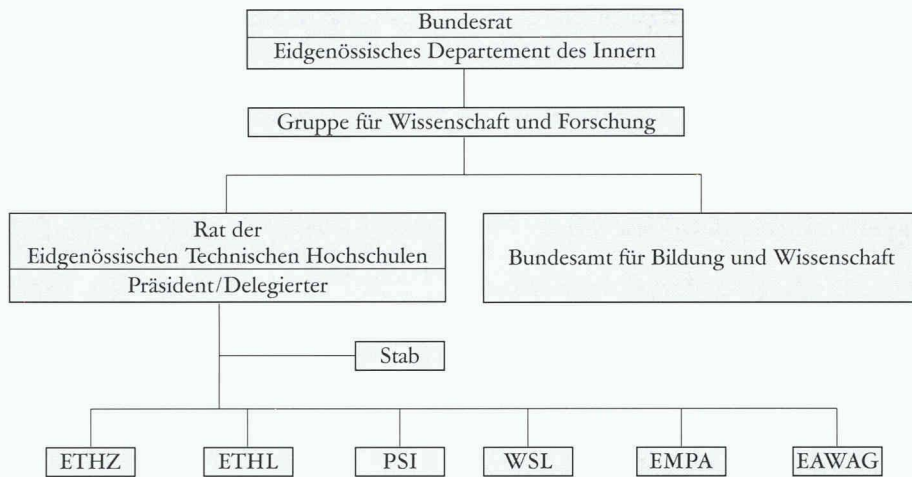 Bundesrat
Eidgenössisches Departement des Innern
Gruppe für Wissenschaft und Forschung
Rat der
Eidgenössischen Technischen Hochschulen
Präsident/Delegierter
Bundesamt für Bildung und Wissenschaft
Stab
ETHZ
ETHL
PSI
WSL
EMPA
EAWAG